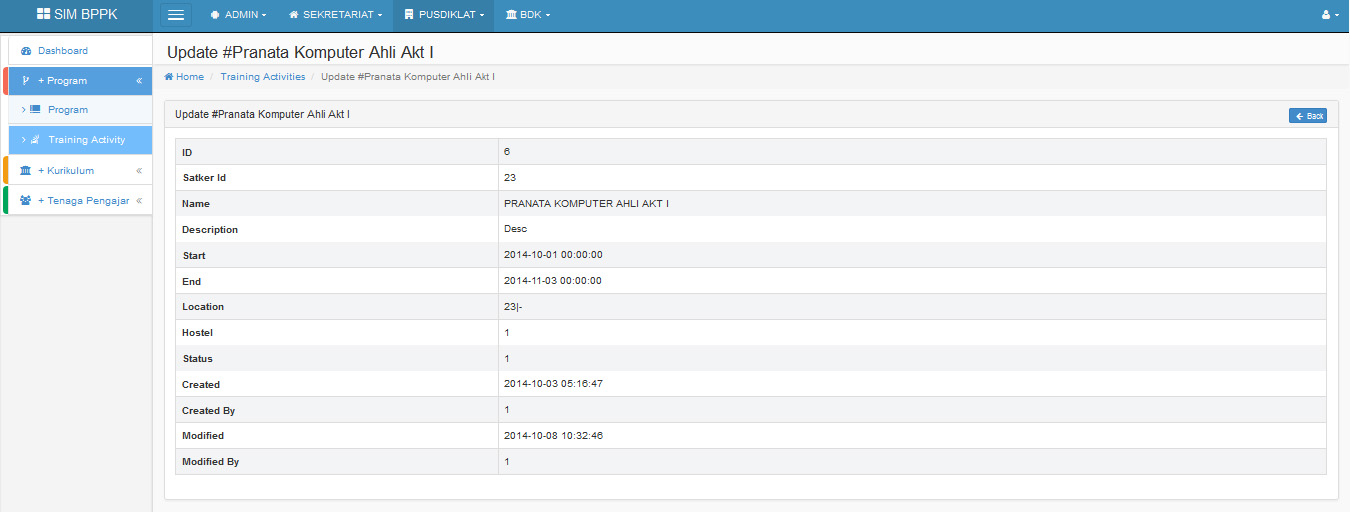 SIM BPPK
ADMIN
SEKRETARIAT
PUSDIKLAT
BDK
Dashboard
+ Program
Program
Training Activity
+ Kurikulum
+ Tenaga Pengajar
Update #Pranata Komputer Ahli Akt I
Home / Training Activities / Update #Pranata Komputer Ahli Akt I
Update #Pranata Komputer Ahli Akt I
Back
ID 6
Satker Id 23
Name PRANATA KOMPUTER AHLI AKT I
Description Desc
Start 2014-10-01 00:00:00
End 2014-11-03 00:00:00
Location 23|-
Hostel 1
Status 1
Created 2014-10-03 05:16:47
Created By 1
Modified 2014-10-08 10:32:46
Modified By 1